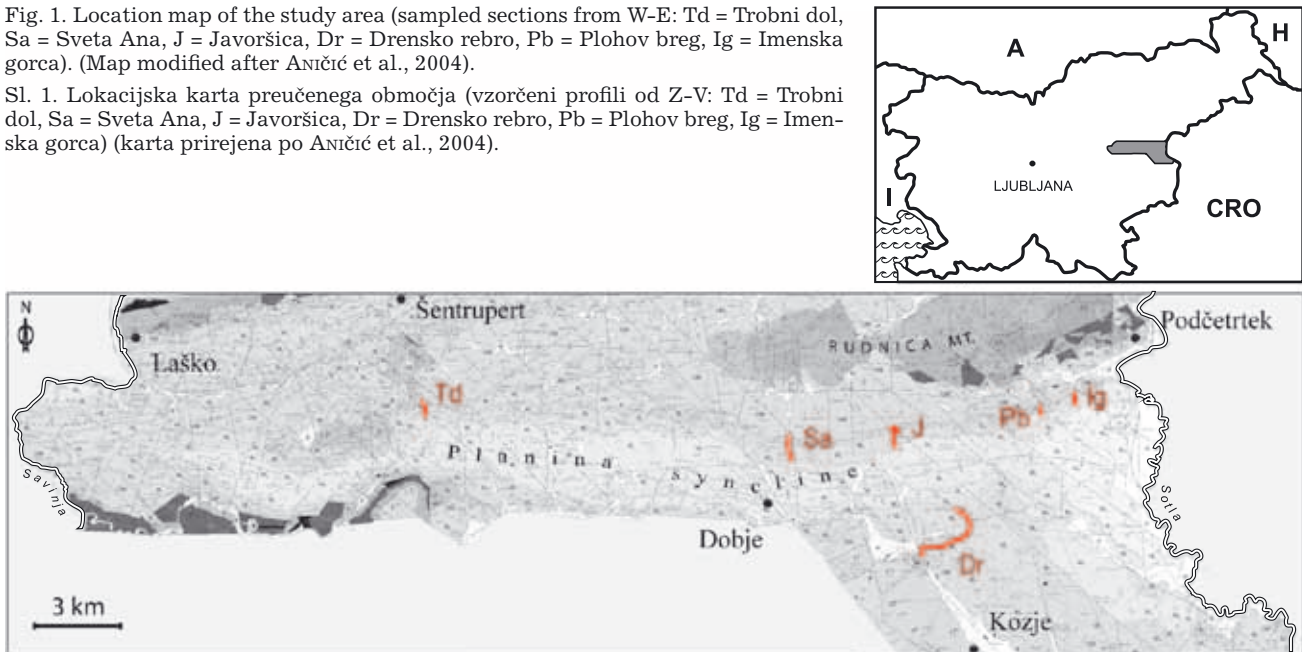 Fig. 1. Location map of the study area (sampled sections from W-E: Td = Trobni dol,
Sa = Sveta Ana, J = Javoršica, Dr = Drensko rebro, Pb = Plohov breg, Ig = Imenska
gorca). (Map modified after ANIČIĆ et al., 2004).
Sl. 1. Lokacijska karta preučenega območja (vzorčeni profili od Z-V: Td = Trobni
dol, Sa = Sveta Ana, J = Javoršica, Dr = Drensko rebro, Pb = Plohov breg, Ig = Imen-
ska gorca) (karta prirejena po ANIČIĆ et al., 2004).
A
H
LJUBLJANA
I
CRO
N
Šentrupert
Podčetrtek
Laško
RUDNICA MT.
Td
Sa
J
Pb
Ig
Planina syncline
Savinja
Sotla
Dobje
Dr
3 km
Kozje